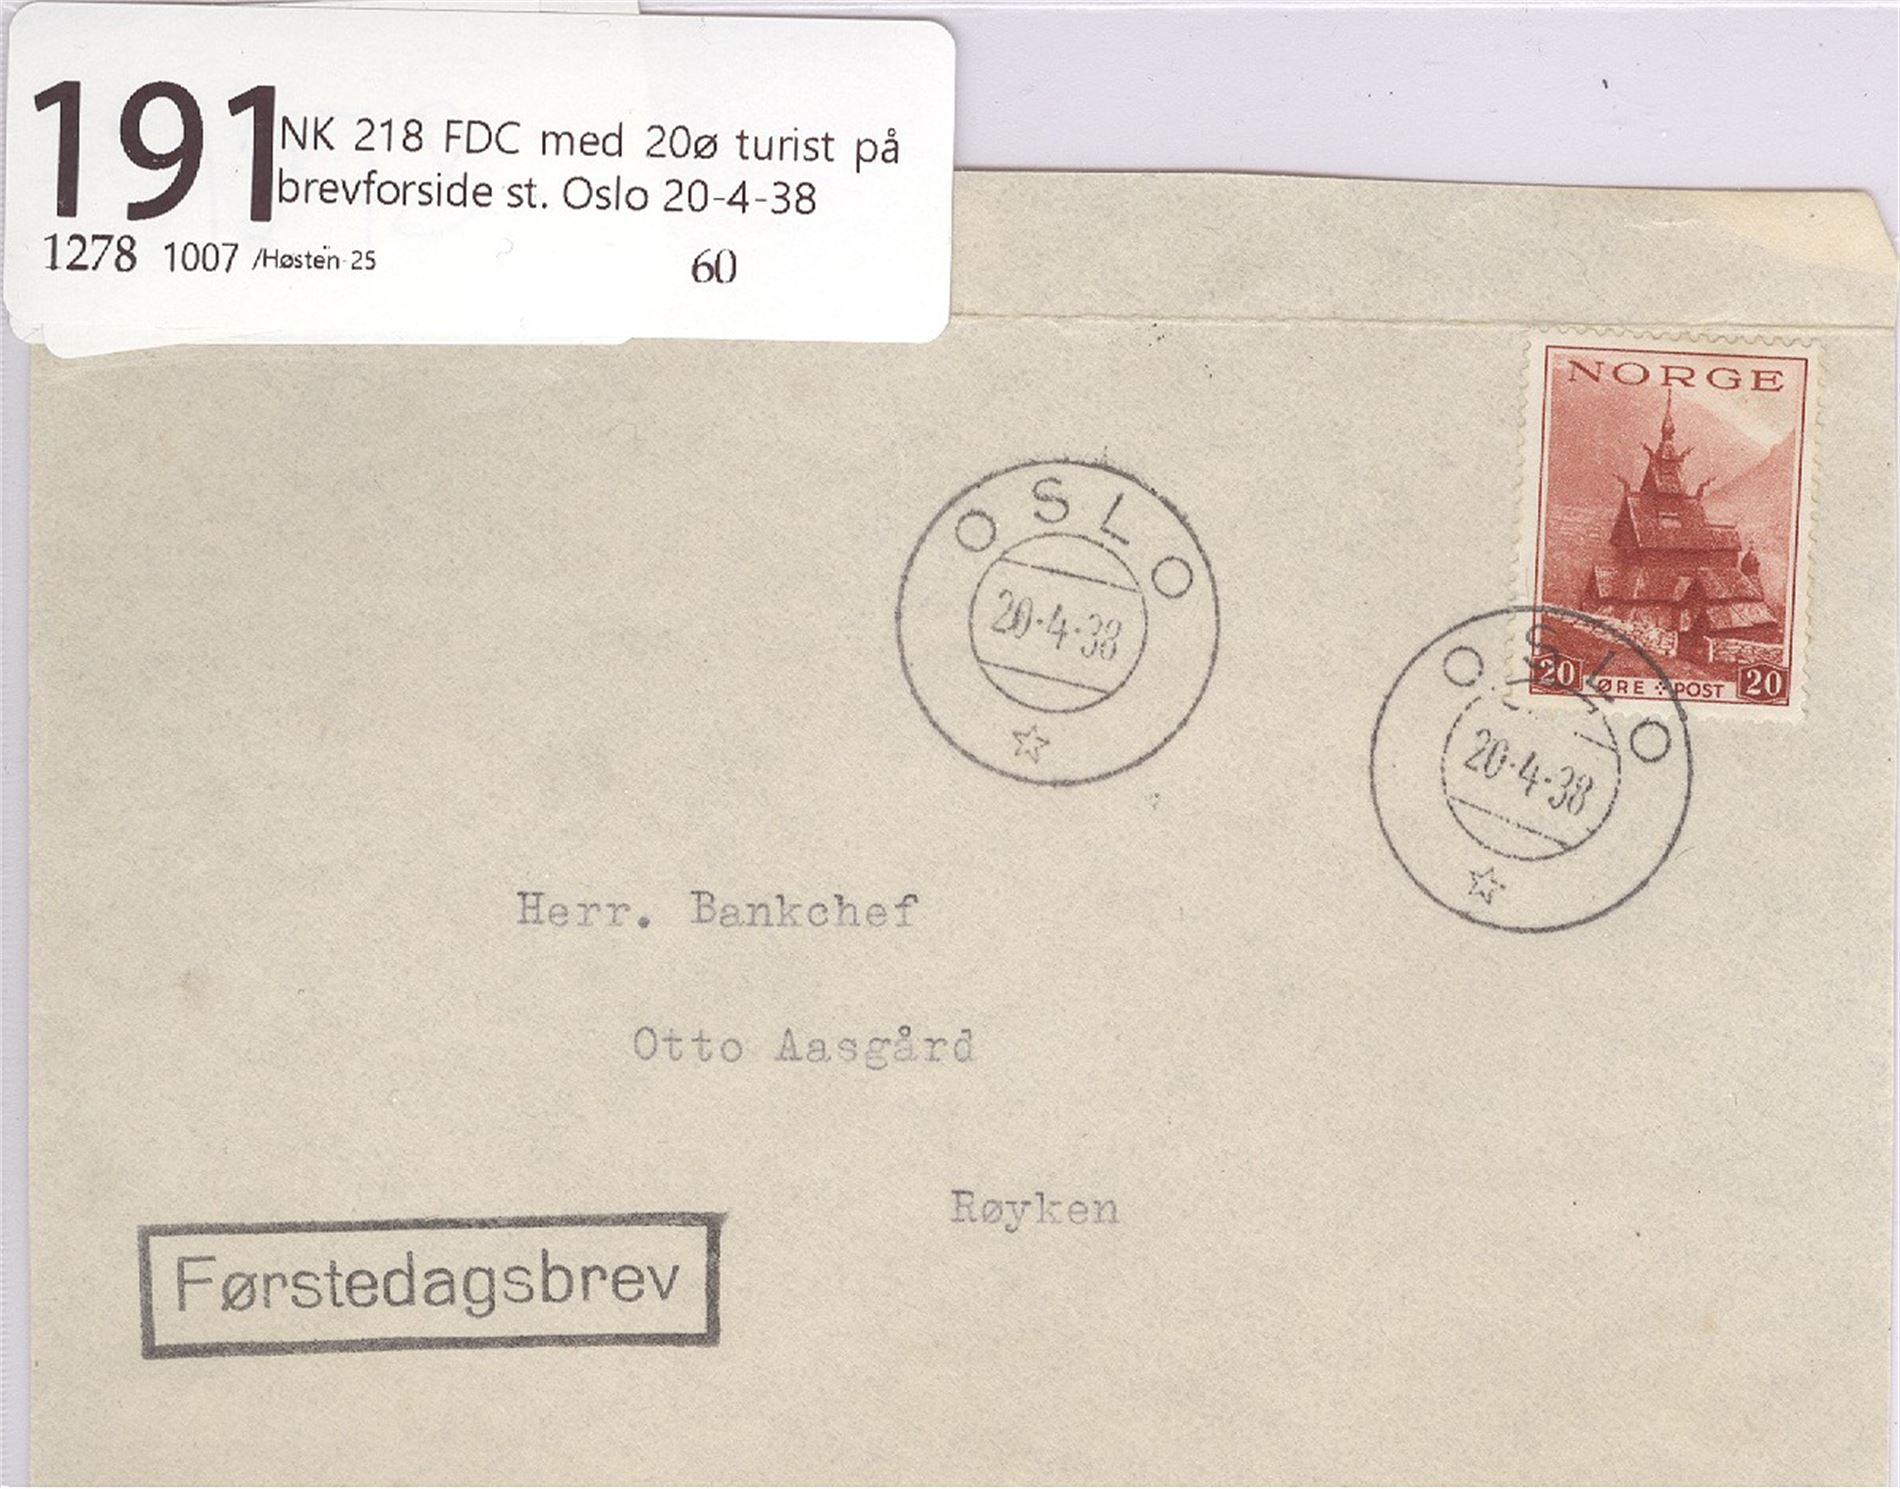 191
NK 218 FDC med 20ø turist på
brevforside st. Oslo 20-4-38
1278 1007 /Høsten-25 60
NORGE
20 ØRE POST 20
OSLO
20·4·38
OSLO
20·4·38
Herr. Bankchef
Otto Aasgård
Røyken
Førstedagsbrev